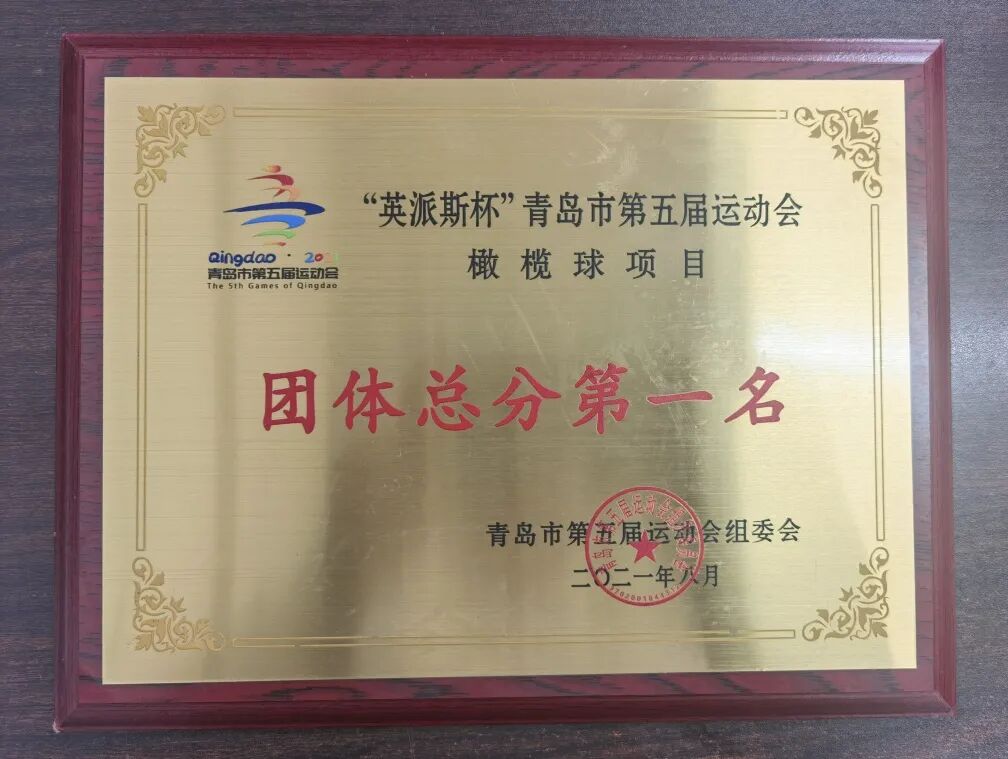 Qingdao · 2021
青岛市第五届运动会
The 5th Games of Qingdao
“英派斯杯”青岛市第五届运动会
橄榄球项目
团体总分第一名
青岛市第五届运动会组委会
二〇二一年八月